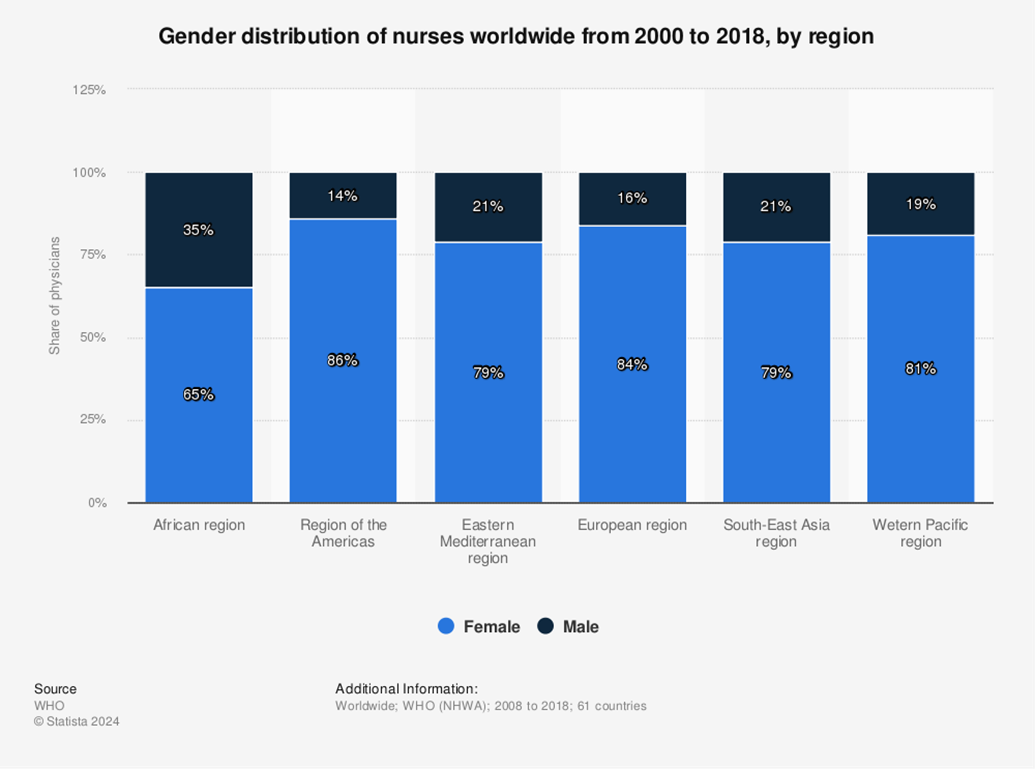 Gender distribution of nurses worldwide from 2000 to 2018, by region
125%
100%
75%
50%
25%
0%
Share of physicians
35%
14%
21%
16%
21%
19%
65%
86%
79%
84%
79%
81%
African region
Region of the
Americas
Eastern
Mediterranean
region
European region
South-East Asia
region
Wetern Pacific
region
Female
Male
Source
WHO
© Statista 2024
Additional Information:
Worldwide; WHO (NHWA); 2008 to 2018; 61 countries